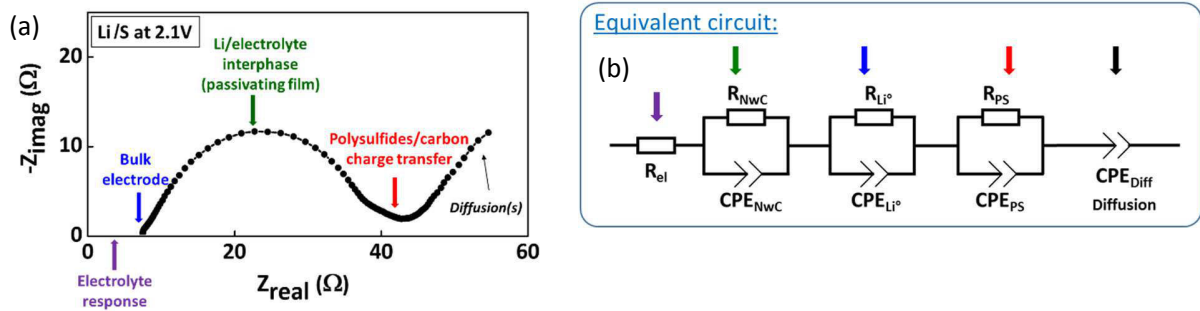 (a)
Li/S at 2.1V
Li/electrolyte
interphase
(passivating film)
Polysulfides/carbon
charge transfer
Bulk
electrode
Diffusion(s)
20
10
0
-Zimag (Ω)
0
20
40
60
Zreal (Ω)
Electrolyte
response
Equivalent circuit:
(b)
RNwC
RLi°
RPS
Rel
CPENwC
CPELi°
CPEPS
CPEDiff
Diffusion